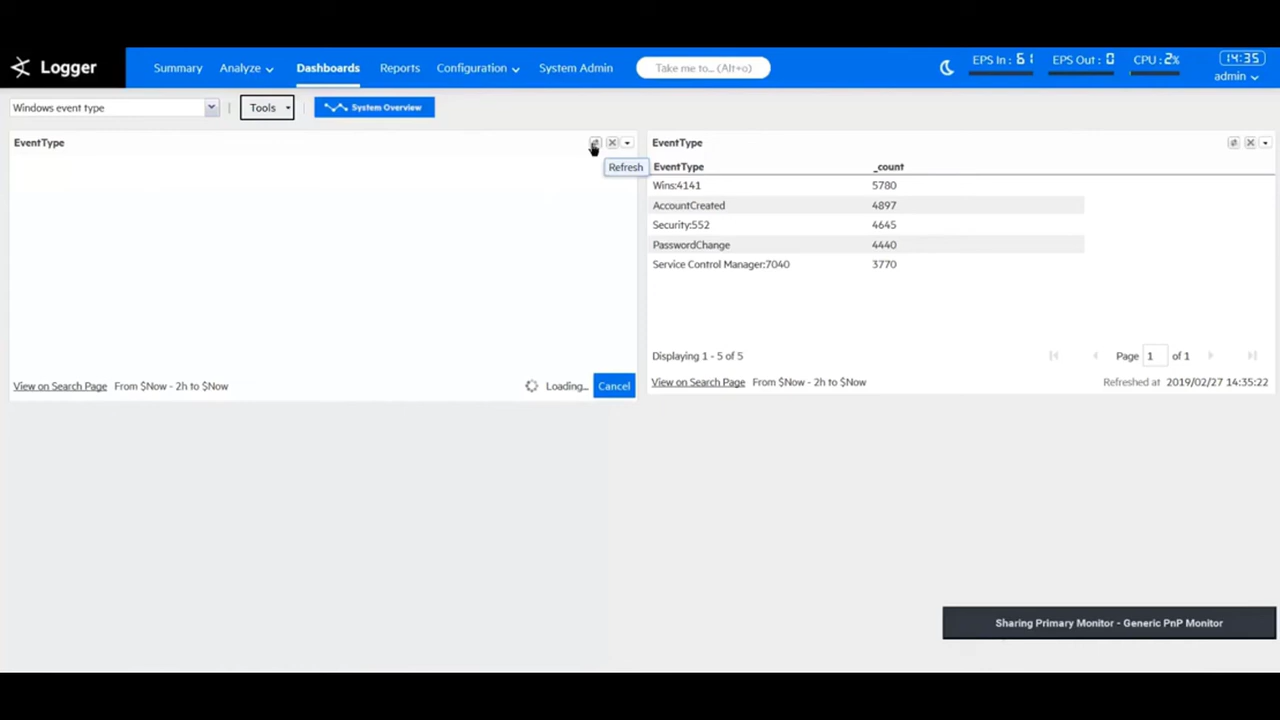 Logger
Summary Analyze Dashboards Reports Configuration System Admin Take me to... (Alt+o) EPS In : 61 EPS Out : 0 CPU : 2% 14:35
admin
Windows event type | Tools System Overview
EventType
Refresh
View on Search Page From $Now - 2h to $Now Loading... Cancel
EventType
EventType _count
Wins:4141 5780
AccountCreated 4897
Security:552 4645
PasswordChange 4440
Service Control Manager:7040 3770
Displaying 1 - 5 of 5 Page 1 of 1
View on Search Page From $Now - 2h to $Now Refreshed at 2019/02/27 14:35:22
Sharing Primary Monitor - Generic PnP Monitor